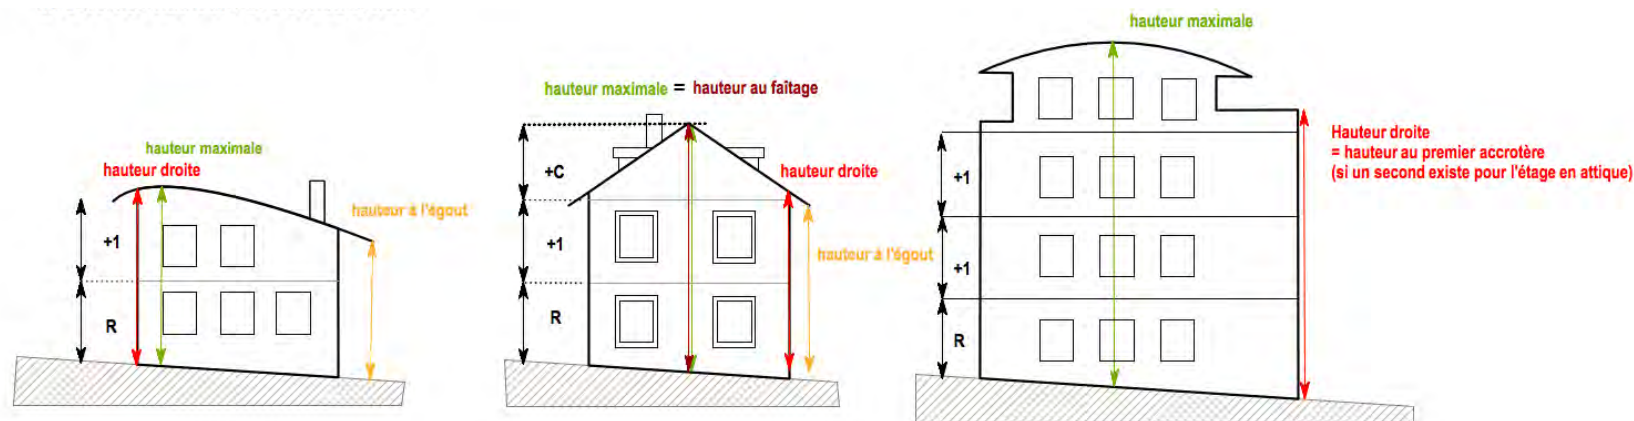 hauteur maximale
hauteur droite
hauteur à l'égout
+1
R
hauteur maximale = hauteur au faîtage
+C
hauteur droite
+1
hauteur à l'égout
R
hauteur maximale
Hauteur droite
= hauteur au premier accrotère
(si un second existe pour l'étage en attique)
+1
+1
R